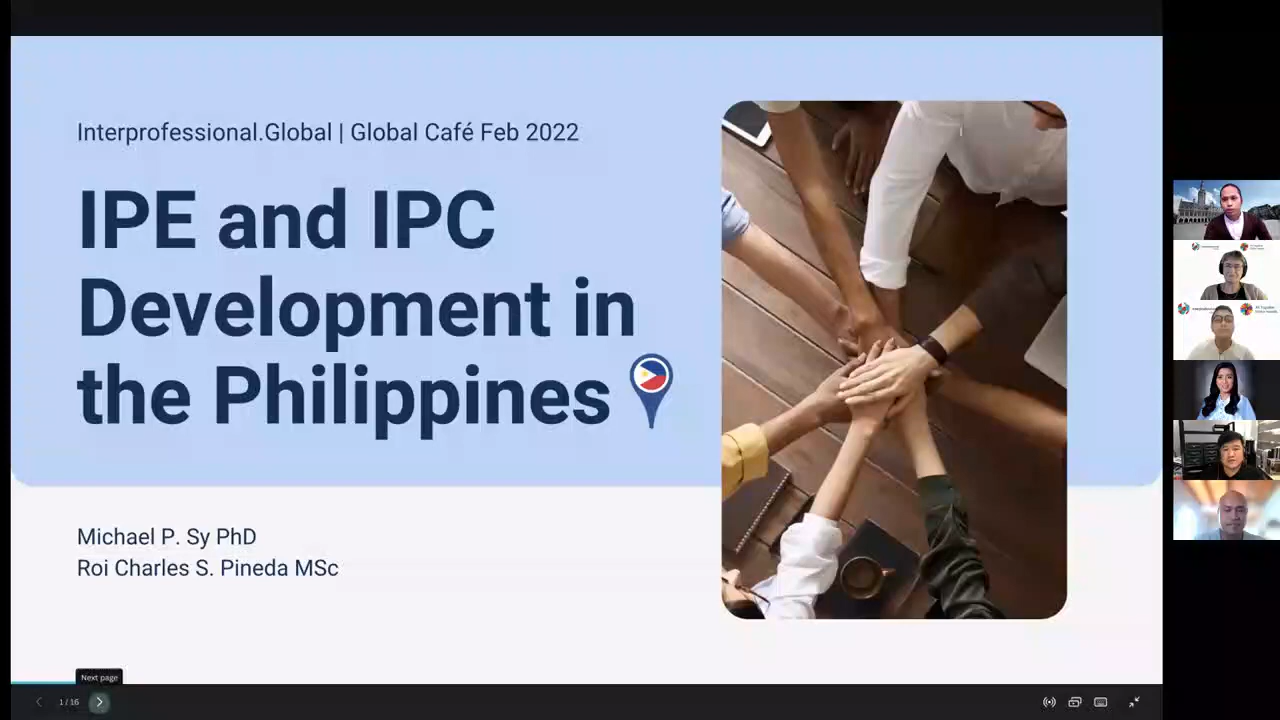 Interprofessional.Global | Global Café Feb 2022
IPE and IPC
Development in
the Philippines
Michael P. Sy PhD
Roi Charles S. Pineda MSc
Next page
1 / 16